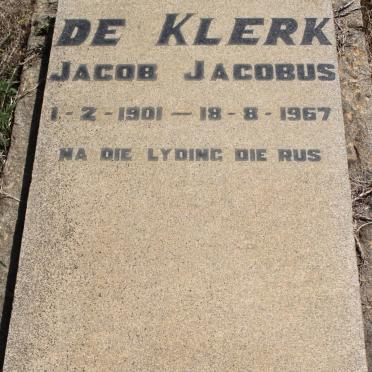 DE KLERK
JACOB JACOBUS
1-2-1901 — 18-8-1967
NA DIE LYDING DIE RUS